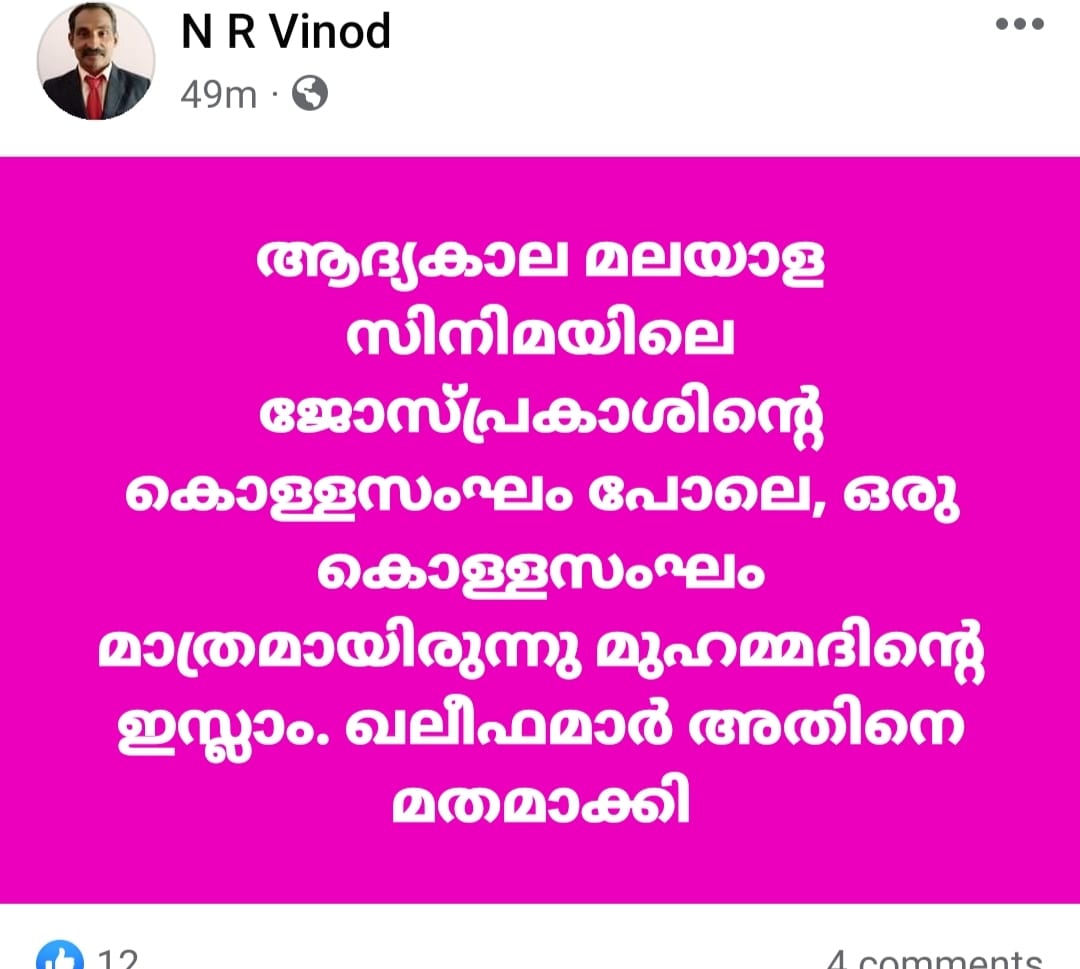 N R Vinod
49m ·
ആദ്യകാല മലയാള
സിനിമയിലെ
ജോസ്പ്രകാശിന്റെ
കൊള്ളസംഘം പോലെ, ഒരു
കൊള്ളസംഘം
മാത്രമായിരുന്നു മുഹമ്മദിന്റെ
ഇസ്ലാം. ഖലീഫമാർ അതിനെ
മതമാക്കി
12
4 comments